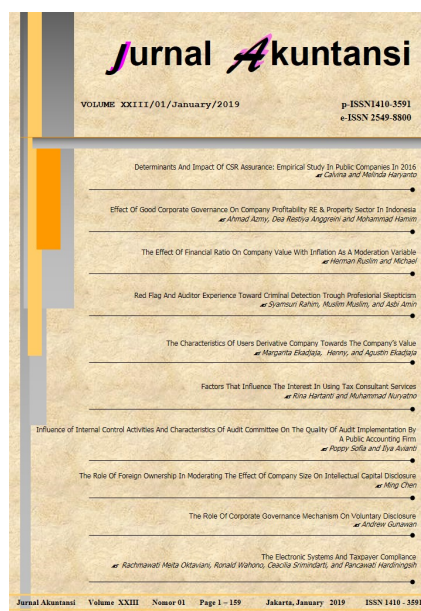 Jurnal Akuntansi
VOLUME XXIII/01/January/2019
p-ISSN1410-3591
e-ISSN 2549-8800
Determinants And Impact Of CSR Assurance: Empirical Study In Public Companies In 2016
Calvina and Melinda Haryanto
Effect Of Good Corporate Governance On Company Profitability RE & Property Sector In Indonesia
Ahmad Azmy, Dea Restiya Anggreini and Mohammad Hamim
The Effect Of Financial Ratio On Company Value With Inflation As A Moderation Variable
Herman Ruslim and Michael
Red Flag And Auditor Experience Toward Criminal Detection Trough Profesional Skepticism
Syamsuri Rahim, Muslim Muslim, and Asbi Amin
The Characteristics Of Users Derivative Company Towards The Company's Value
Margarita Ekadjaja, Henny, and Agustin Ekadjaja
Factors That Influence The Interest In Using Tax Consultant Services
Rina Hartanti and Muhammad Nuryatno
Influence of Internal Control Activities And Characteristics Of Audit Committee On The Quality Of Audit Implementation By
A Public Accounting Firm
Poppy Sofia and Ilya Avianti
The Role Of Foreign Ownership In Moderating The Effect Of Company Size On Intellectual Capital Disclosure
Ming Chen
The Role Of Corporate Governance Mechanism On Voluntary Disclosure
Andrew Gunawan
The Electronic Systems And Taxpayer Compliance
Rachmawati Meita Oktaviani, Ronald Wahono, Ceacilia Srimindarti, and Pancawati Hardiningsih
Jurnal Akuntansi Volume XXIII Nomor 01 Page 1 – 159 Jakarta, January 2019 ISSN 1410 - 3591